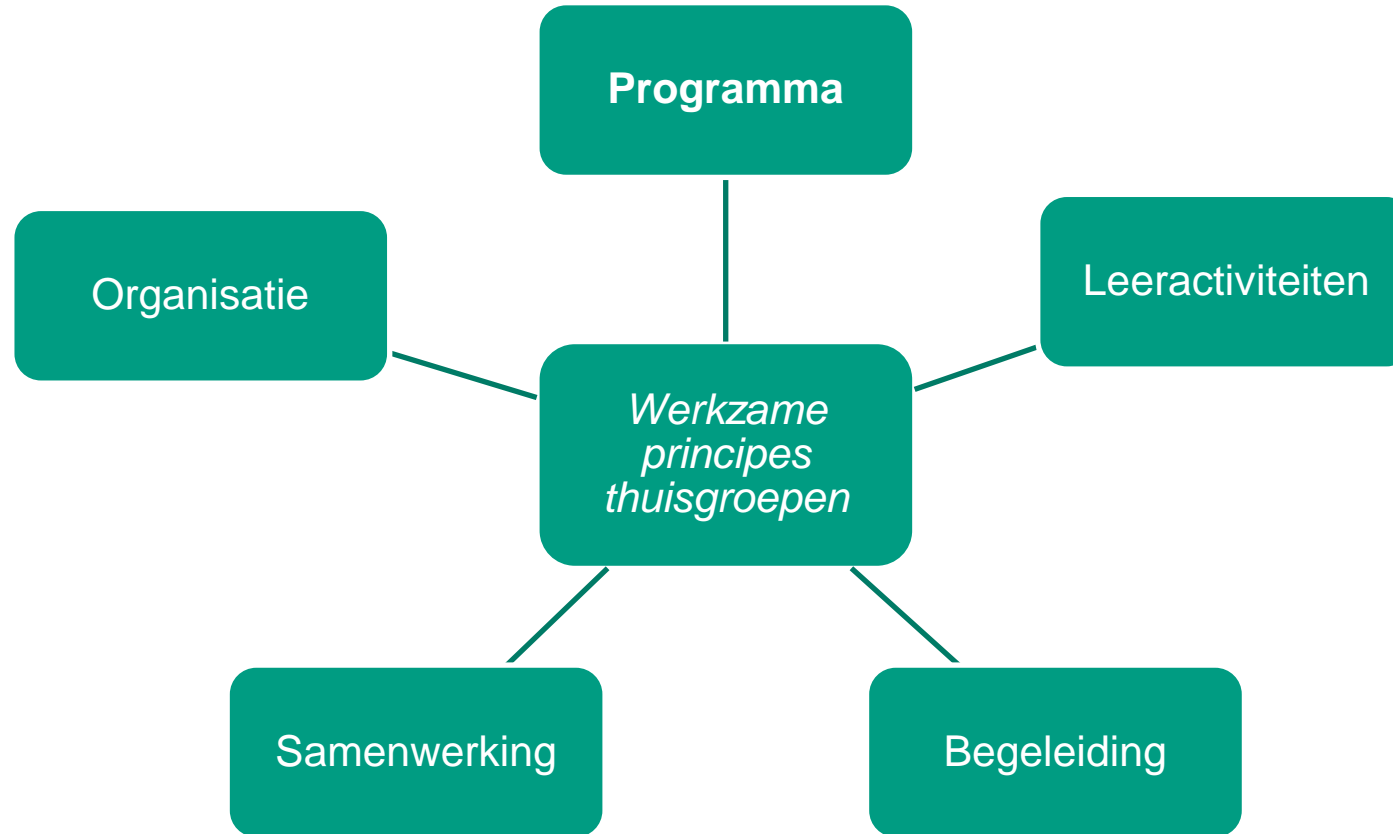 Programma
Organisatie
Leeractiviteiten
Werkzame
principes
thuisgroepen
Samenwerking
Begeleiding